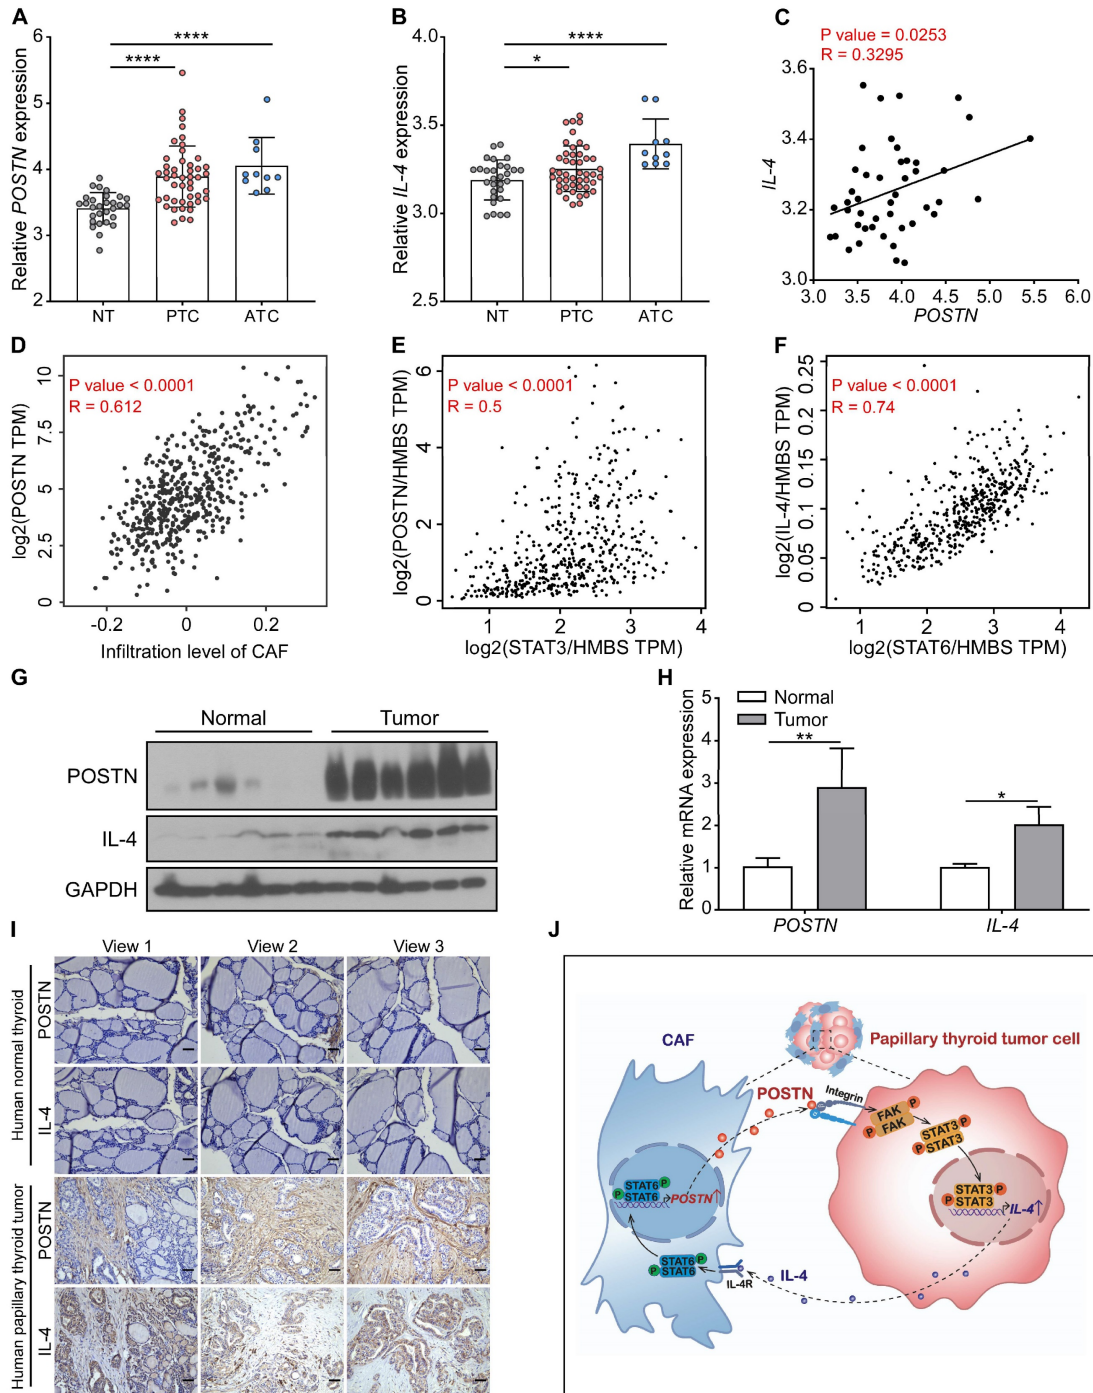 A
Relative POSTN expression
6
5
4
3
2
****
****
NT
PTC
ATC
B
Relative IL-4 expression
4.0
3.5
3.0
2.5
****
*
NT
PTC
ATC
C
P value = 0.0253
R = 0.3295
IL-4
3.6
3.4
3.2
3.0
3.0 3.5 4.0 4.5 5.0 5.5 6.0
POSTN
D
P value < 0.0001
R = 0.612
log2(POSTN TPM)
10
7.5
5
2.5
0
-0.2 0 0.2
Infiltration level of CAF
E
P value < 0.0001
R = 0.5
log2(POSTN/HMBS TPM)
6
4
2
0
1 2 3 4
log2(STAT3/HMBS TPM)
F
P value < 0.0001
R = 0.74
log2(IL-4/HMBS TPM)
0.25
0.20
0.15
0.1
0.05
0
1 2 3 4
log2(STAT6/HMBS TPM)
G
Normal Tumor
POSTN
IL-4
GAPDH
H
Relative mRNA expression
5
4
3
2
1
0
Normal
Tumor
**
*
POSTN IL-4
I
View 1 View 2 View 3
Human normal thyroid
POSTN
IL-4
Human papillary thyroid tumor
POSTN
IL-4
J
CAF
Papillary thyroid tumor cell
POSTN
Integrin
P
FAK
FAK
P
STAT3
P
STAT3
P
STAT6
P
STAT6
P
POSTN↑
STAT3
P
STAT3
P
IL-4↑
STAT6
P
STAT6
P
IL-4R
IL-4